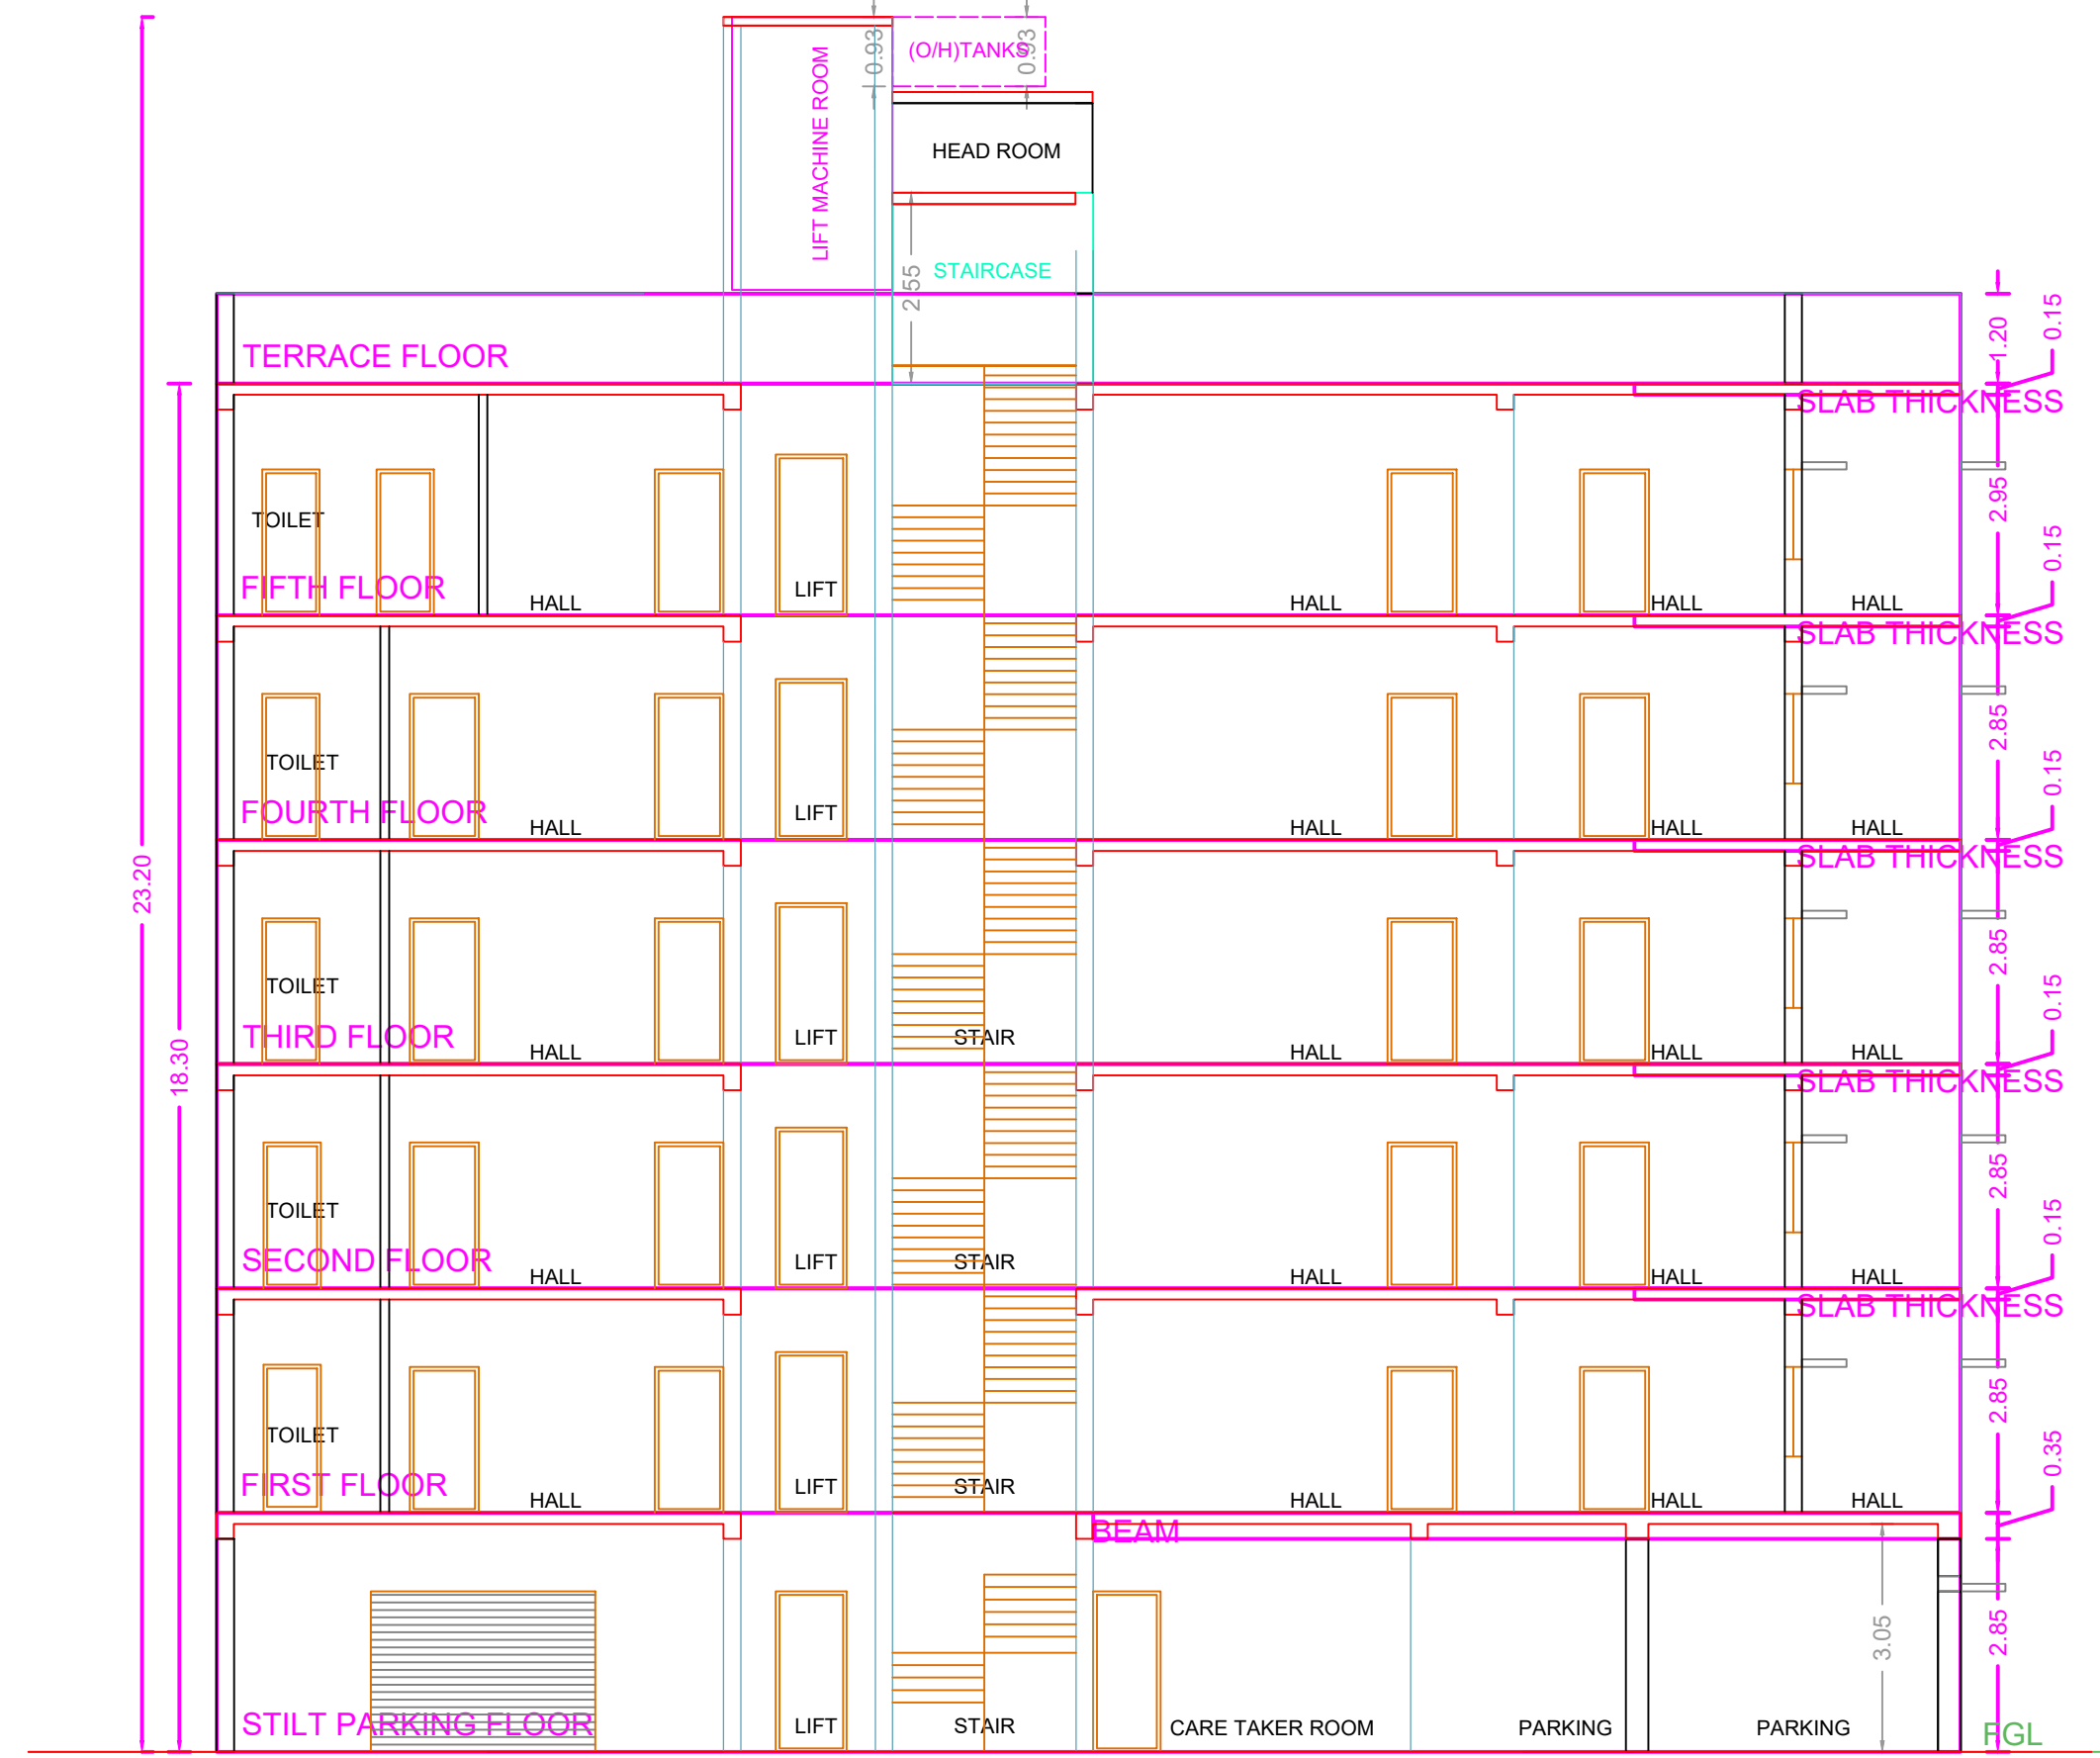 0.93
(O/H)TANKS
0.93
LIFT MACHINE ROOM
HEAD ROOM
STAIRCASE
2.55
TERRACE FLOOR
1.20
0.15
SLAB THICKNESS
TOILET
2.95
FIFTH FLOOR
HALL
LIFT
HALL
HALL
HALL
0.15
SLAB THICKNESS
TOILET
2.85
FOURTH FLOOR
HALL
LIFT
HALL
HALL
HALL
0.15
SLAB THICKNESS
23.20
TOILET
2.85
THIRD FLOOR
HALL
LIFT
STAIR
HALL
HALL
HALL
0.15
SLAB THICKNESS
18.30
TOILET
2.85
SECOND FLOOR
HALL
LIFT
STAIR
HALL
HALL
HALL
0.15
SLAB THICKNESS
TOILET
2.85
FIRST FLOOR
HALL
LIFT
STAIR
HALL
HALL
HALL
0.35
BEAM
3.05
2.85
STILT PARKING FLOOR
LIFT
STAIR
CARE TAKER ROOM
PARKING
PARKING
FGL